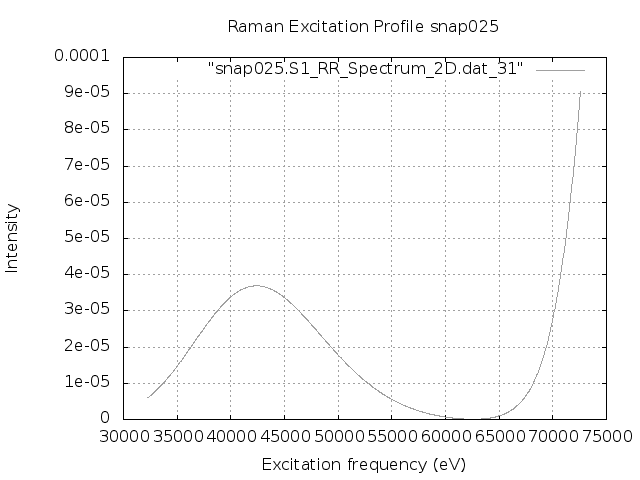 Raman Excitation Profile snap025
"snap025.S1_RR_Spectrum_2D.dat_31"
0.0001
9e-05
8e-05
7e-05
6e-05
5e-05
4e-05
3e-05
2e-05
1e-05
0
Intensity
30000 35000 40000 45000 50000 55000 60000 65000 70000 75000
Excitation frequency (eV)